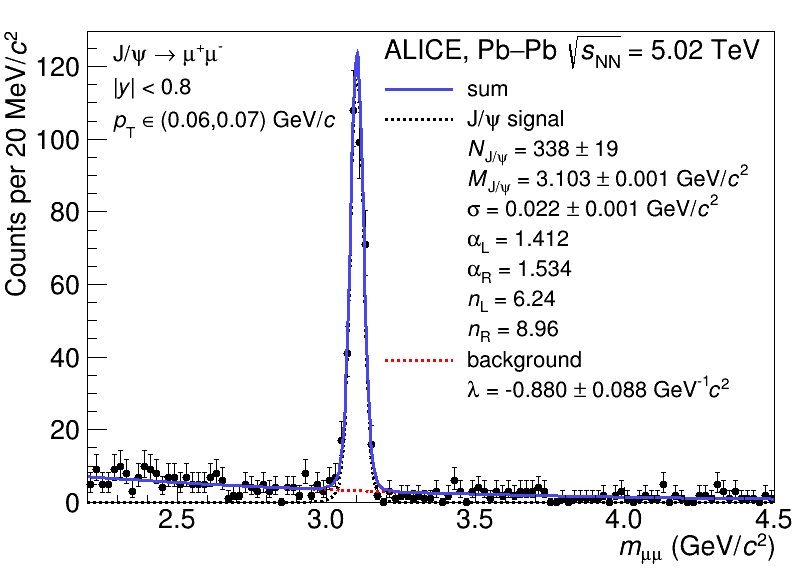 J/ψ → μ⁺μ⁻
|y| < 0.8
p_T ∈ (0.06,0.07) GeV/c
ALICE, Pb–Pb √s_NN = 5.02 TeV
sum
J/ψ signal
N_J/ψ = 338 ± 19
M_J/ψ = 3.103 ± 0.001 GeV/c²
σ = 0.022 ± 0.001 GeV/c²
α_L = 1.412
α_R = 1.534
n_L = 6.24
n_R = 8.96
background
λ = -0.880 ± 0.088 GeV⁻¹c²
Counts per 20 MeV/c²
120
100
80
60
40
20
0
2.5 3.0 3.5 4.0 4.5
m_μμ (GeV/c²)